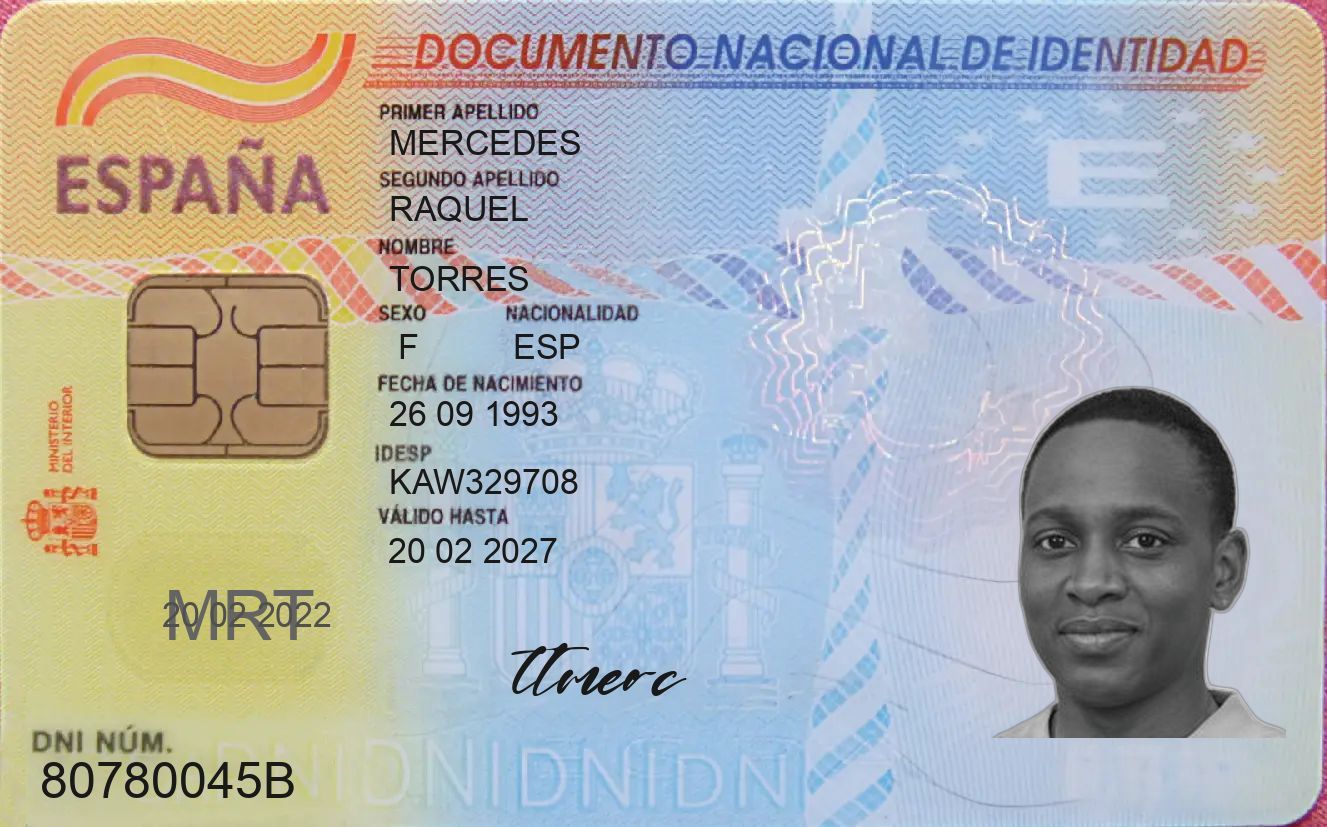 DOCUMENTO NACIONAL DE IDENTIDAD
ESPAÑA
PRIMER APELLIDO
MERCEDES
SEGUNDO APELLIDO
RAQUEL
NOMBRE
TORRES
SEXO NACIONALIDAD
F ESP
FECHA DE NACIMIENTO
26 09 1993
IDESP
KAW329708
VÁLIDO HASTA
20 02 2027
MINISTERIO
DEL INTERIOR
E
MRT
20 02 2022
ttmerc
DNI NÚM.
80780045B
DNIDNIDNIDNI